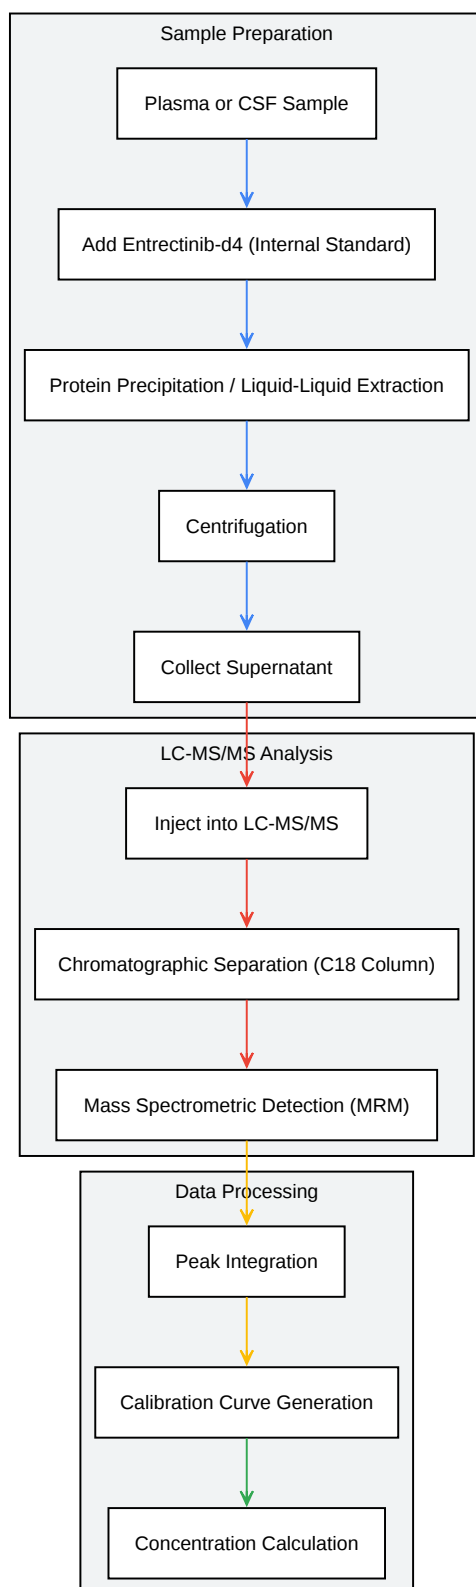 Sample Preparation
Plasma or CSF Sample
Add Entrectinib-d4 (Internal Standard)
Protein Precipitation / Liquid-Liquid Extraction
Centrifugation
Collect Supernatant
LC-MS/MS Analysis
Inject into LC-MS/MS
Chromatographic Separation (C18 Column)
Mass Spectrometric Detection (MRM)
Data Processing
Peak Integration
Calibration Curve Generation
Concentration Calculation